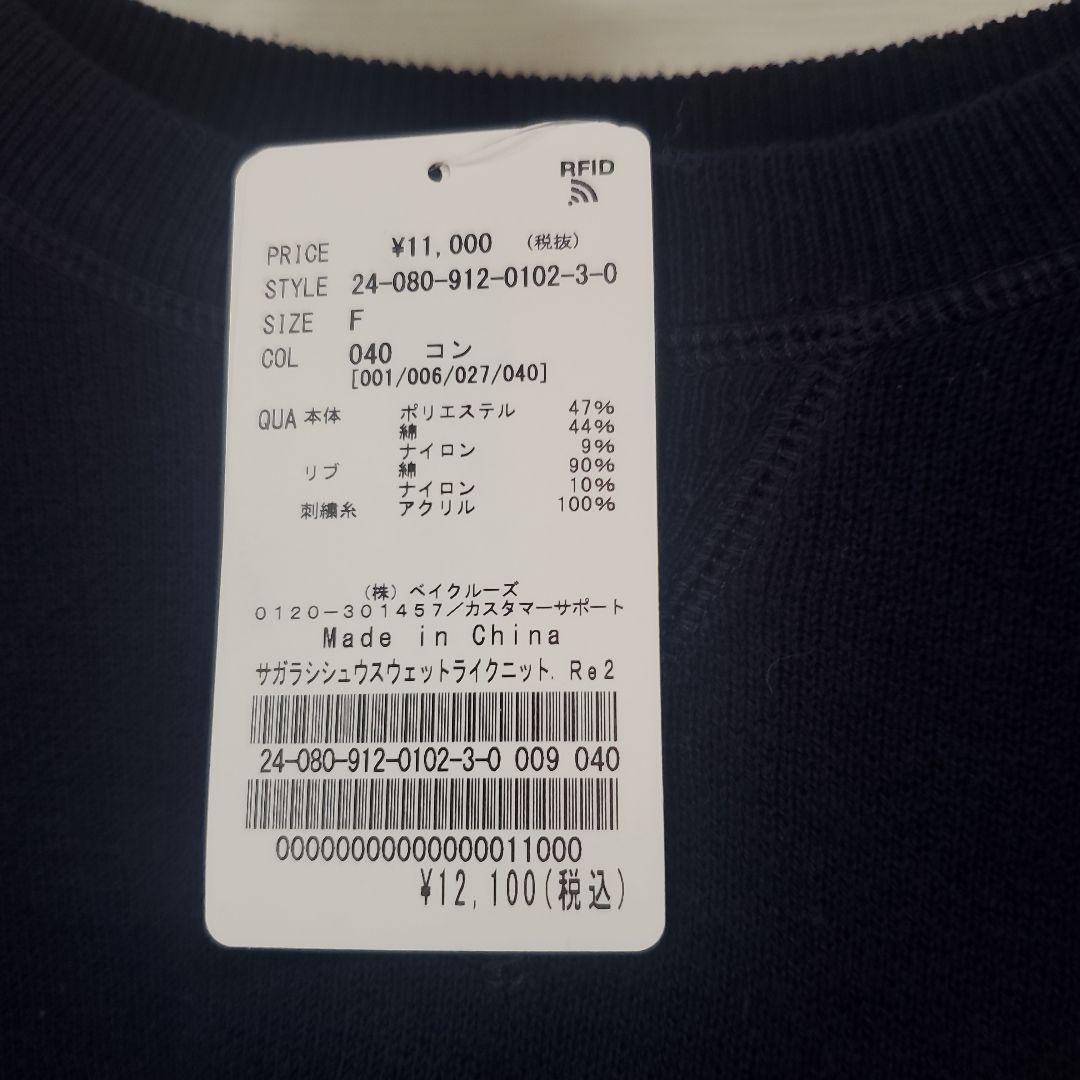 RFID
PRICE ¥11,000 (税抜)
STYLE 24-080-912-0102-3-0
SIZE F
COL 040 コン
[001/006/027/040]
QUA 本体 ポリエステル 47%
綿 44%
ナイロン 9%
リブ 綿 90%
ナイロン 10%
刺繍糸 アクリル 100%
(株) ベイクルーズ
0120-301457/カスタマーサポート
Made in China
サガラシシュウスウェットライクニット. Re2
24-080-912-0102-3-0 009 040
00000000000000011000
¥12,100(税込)